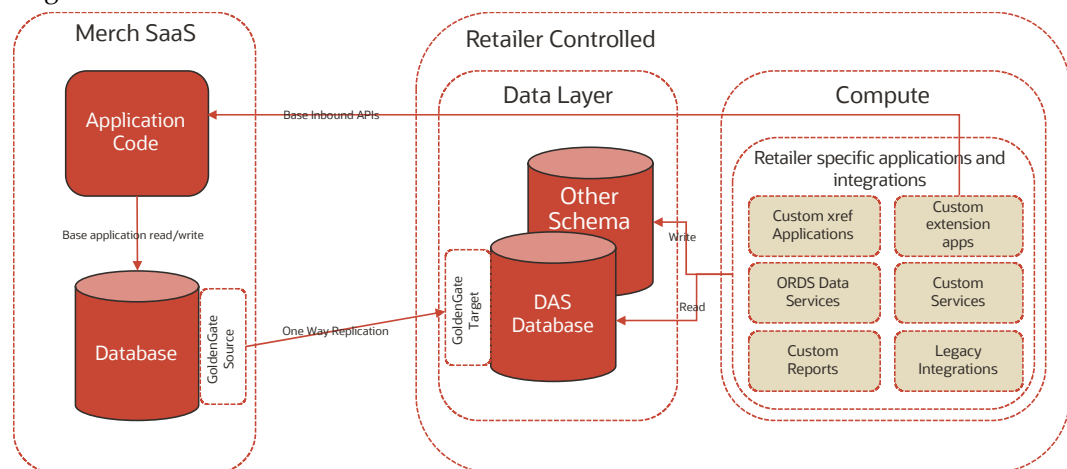 Merch SaaS
Application
Code
Base application read/write
Database
GoldenGate
Source
One Way Replication
Base Inbound APIs
Retailer Controlled
Data Layer
Other
Schema
GoldenGate
Target
DAS
Database
Write
Read
Compute
Retailer specific applications and
integrations
Custom xref
Applications
Custom
extension
apps
ORDS Data
Services
Custom
Services
Custom
Reports
Legacy
Integrations